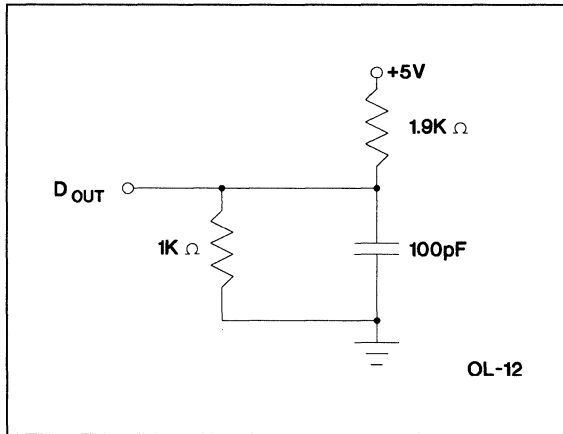 +5V
1.9K Ω
D OUT
1K Ω
100pF
OL-12